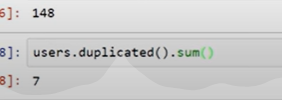 6]: 148
8]: users.duplicated().sum()
8]: 7